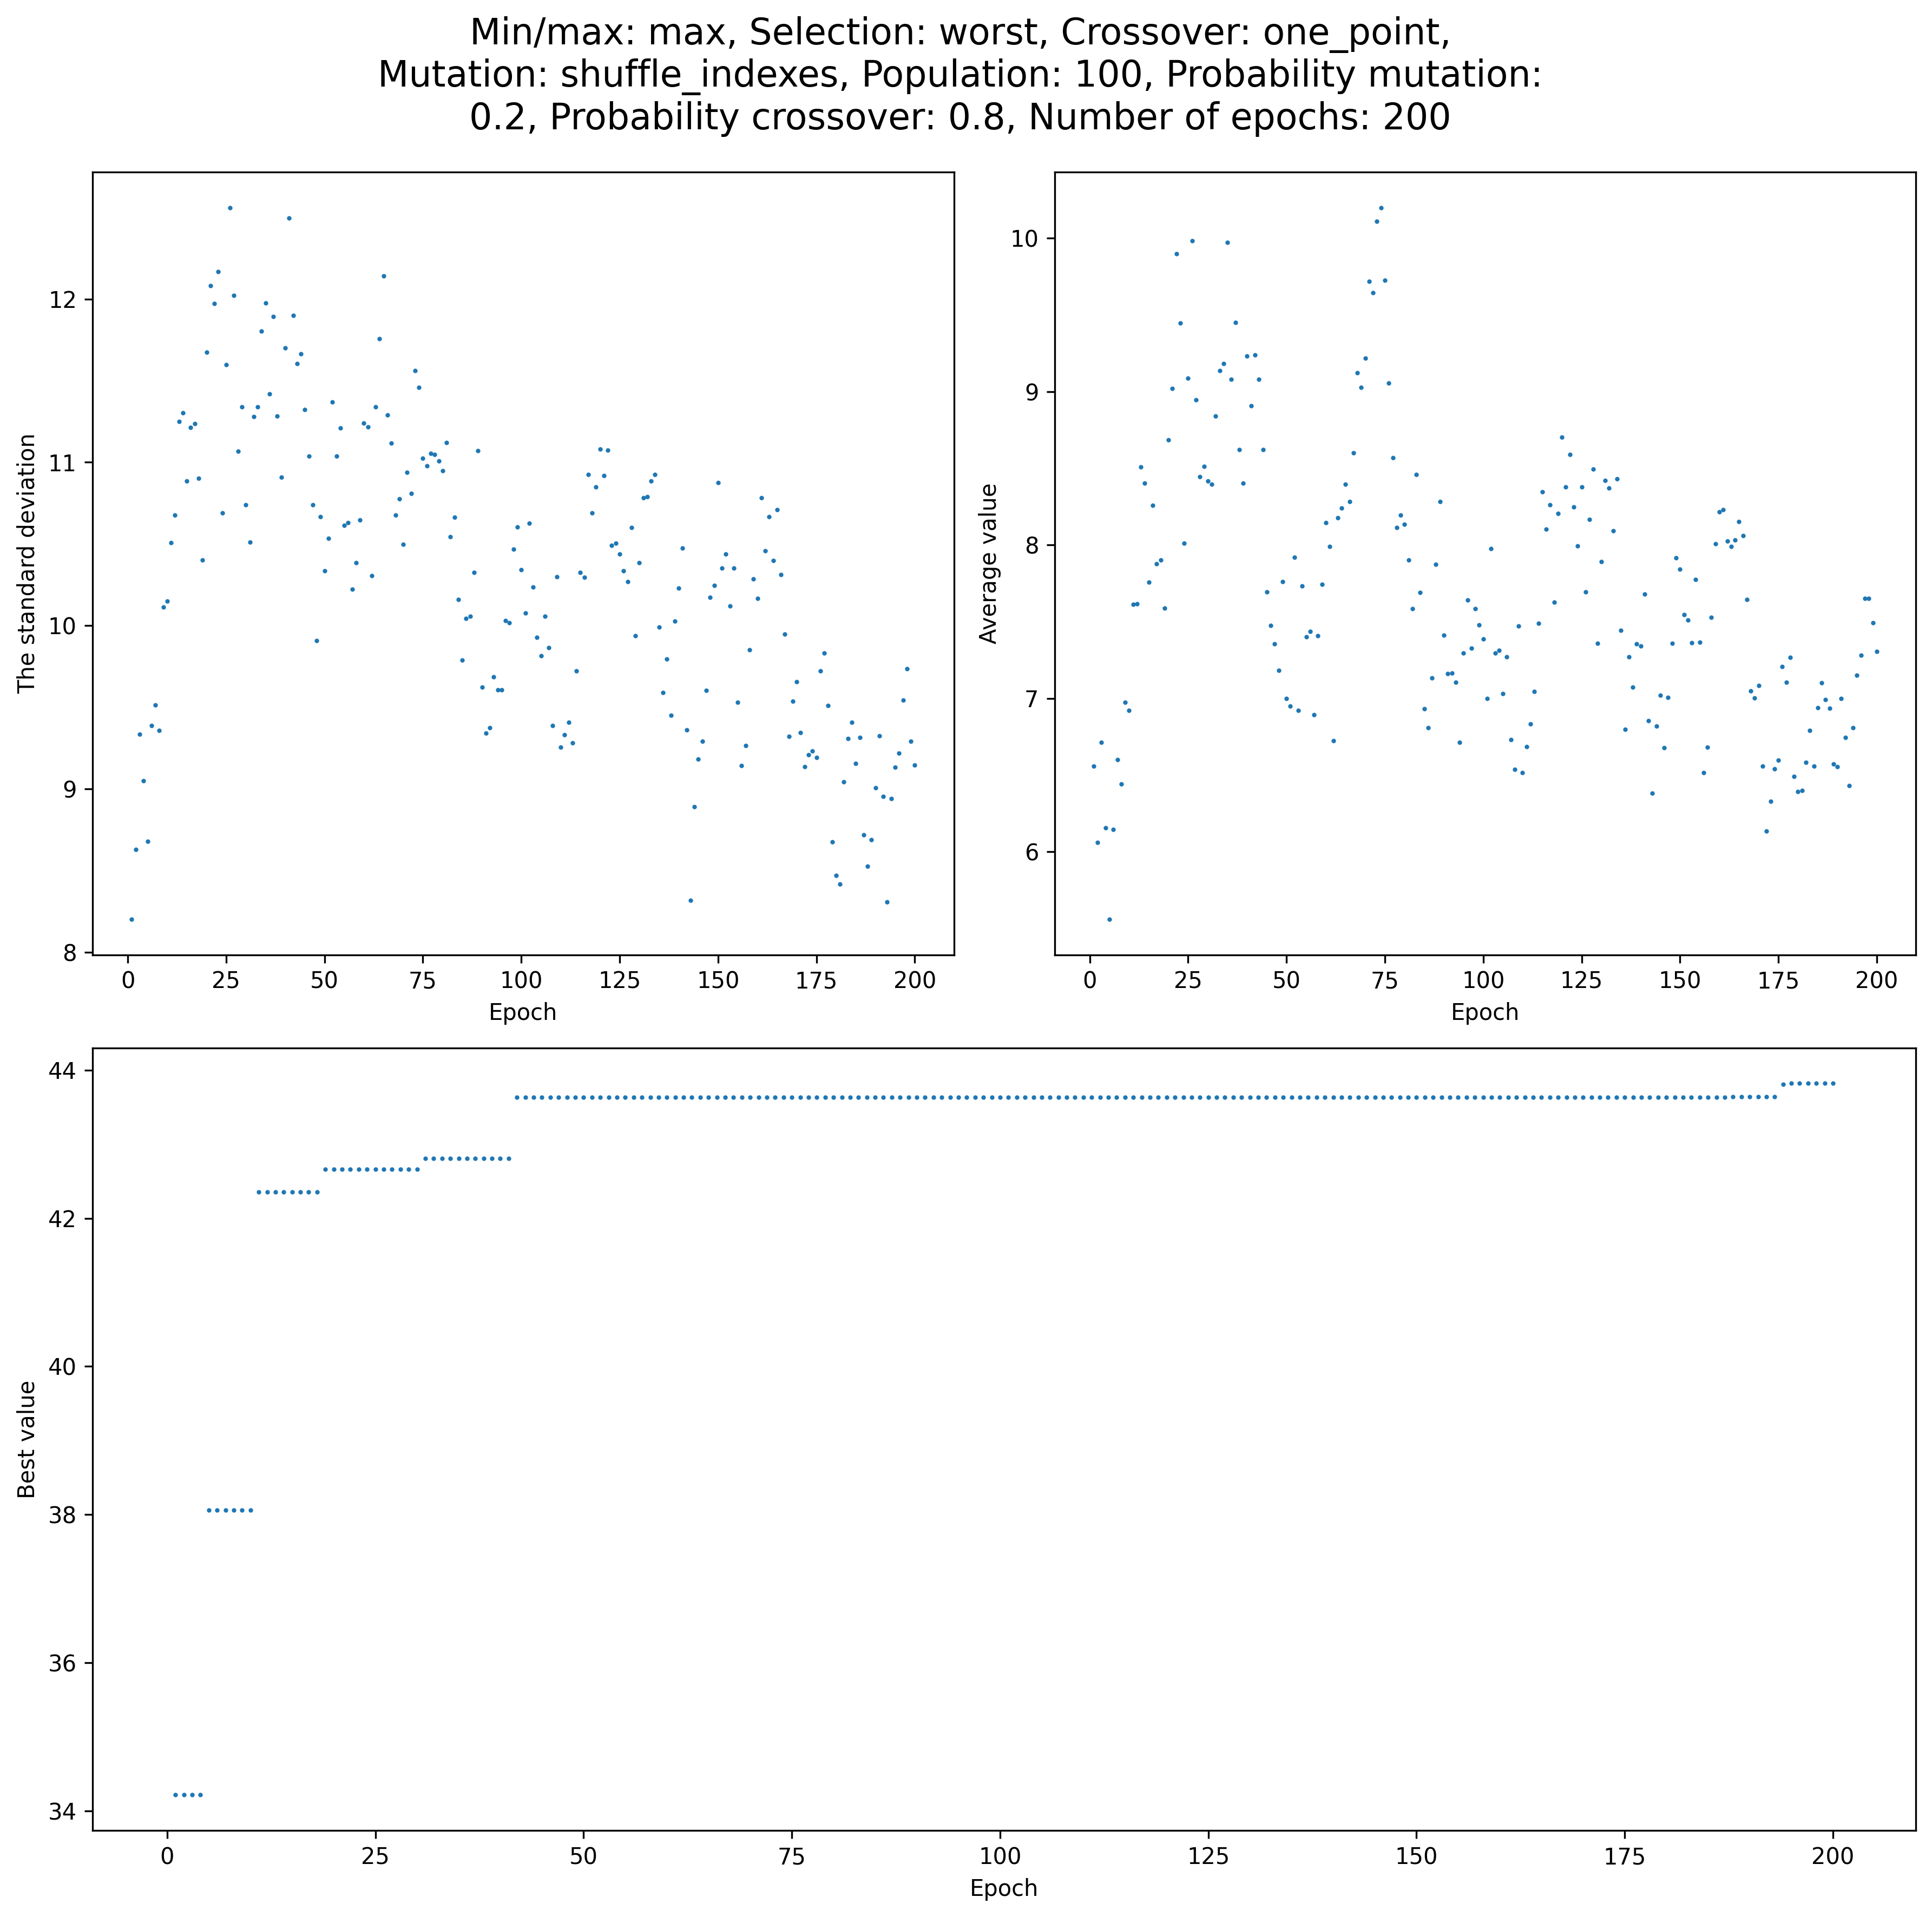 Min/max: max, Selection: worst, Crossover: one_point,
Mutation: shuffle_indexes, Population: 100, Probability mutation:
0.2, Probability crossover: 0.8, Number of epochs: 200
The standard deviation
12
11
10
9
8
0 25 50 75 100 125 150 175 200
Epoch
Average value
10
9
8
7
6
0 25 50 75 100 125 150 175 200
Epoch
Best value
44
42
40
38
36
34
0 25 50 75 100 125 150 175 200
Epoch